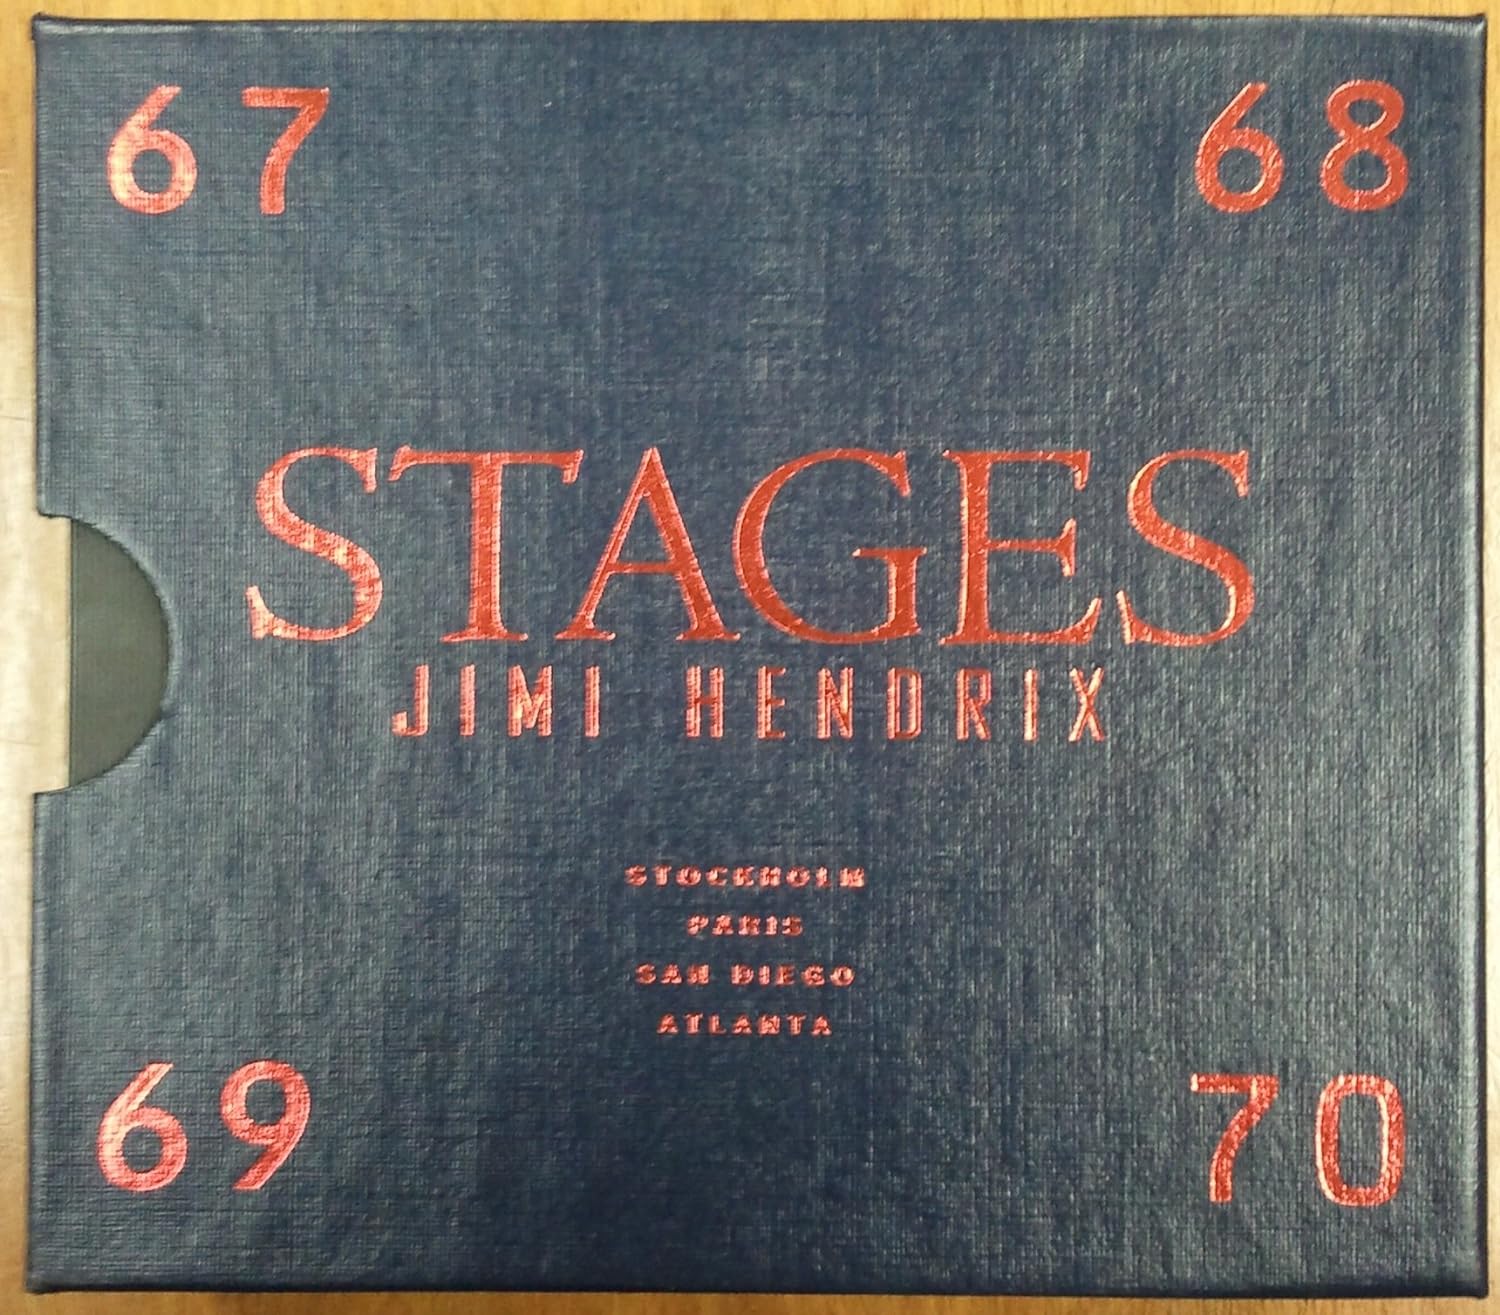 67 68
STAGES
JIMI HENDRIX
STOCKHOLM
PARIS
SAN DIEGO
ATLANTA
69 70